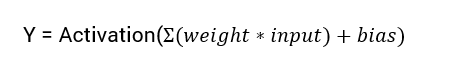 Y = Activation(Σ(weight * input) + bias)